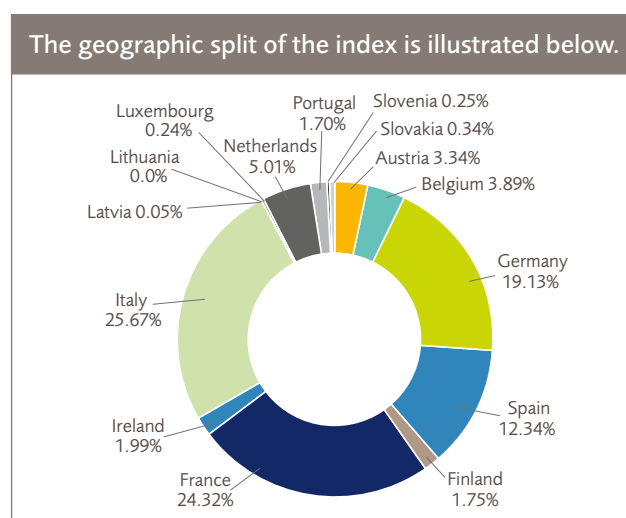 The geographic split of the index is illustrated below.
Luxembourg
0.24%
Portugal
1.70%
Slovenia 0.25%
Slovakia 0.34%
Netherlands
5.01%
Austria 3.34%
Lithuania
0.0%
Belgium 3.89%
Latvia 0.05%
Germany
19.13%
Italy
25.67%
Spain
12.34%
Ireland
1.99%
France
24.32%
Finland
1.75%